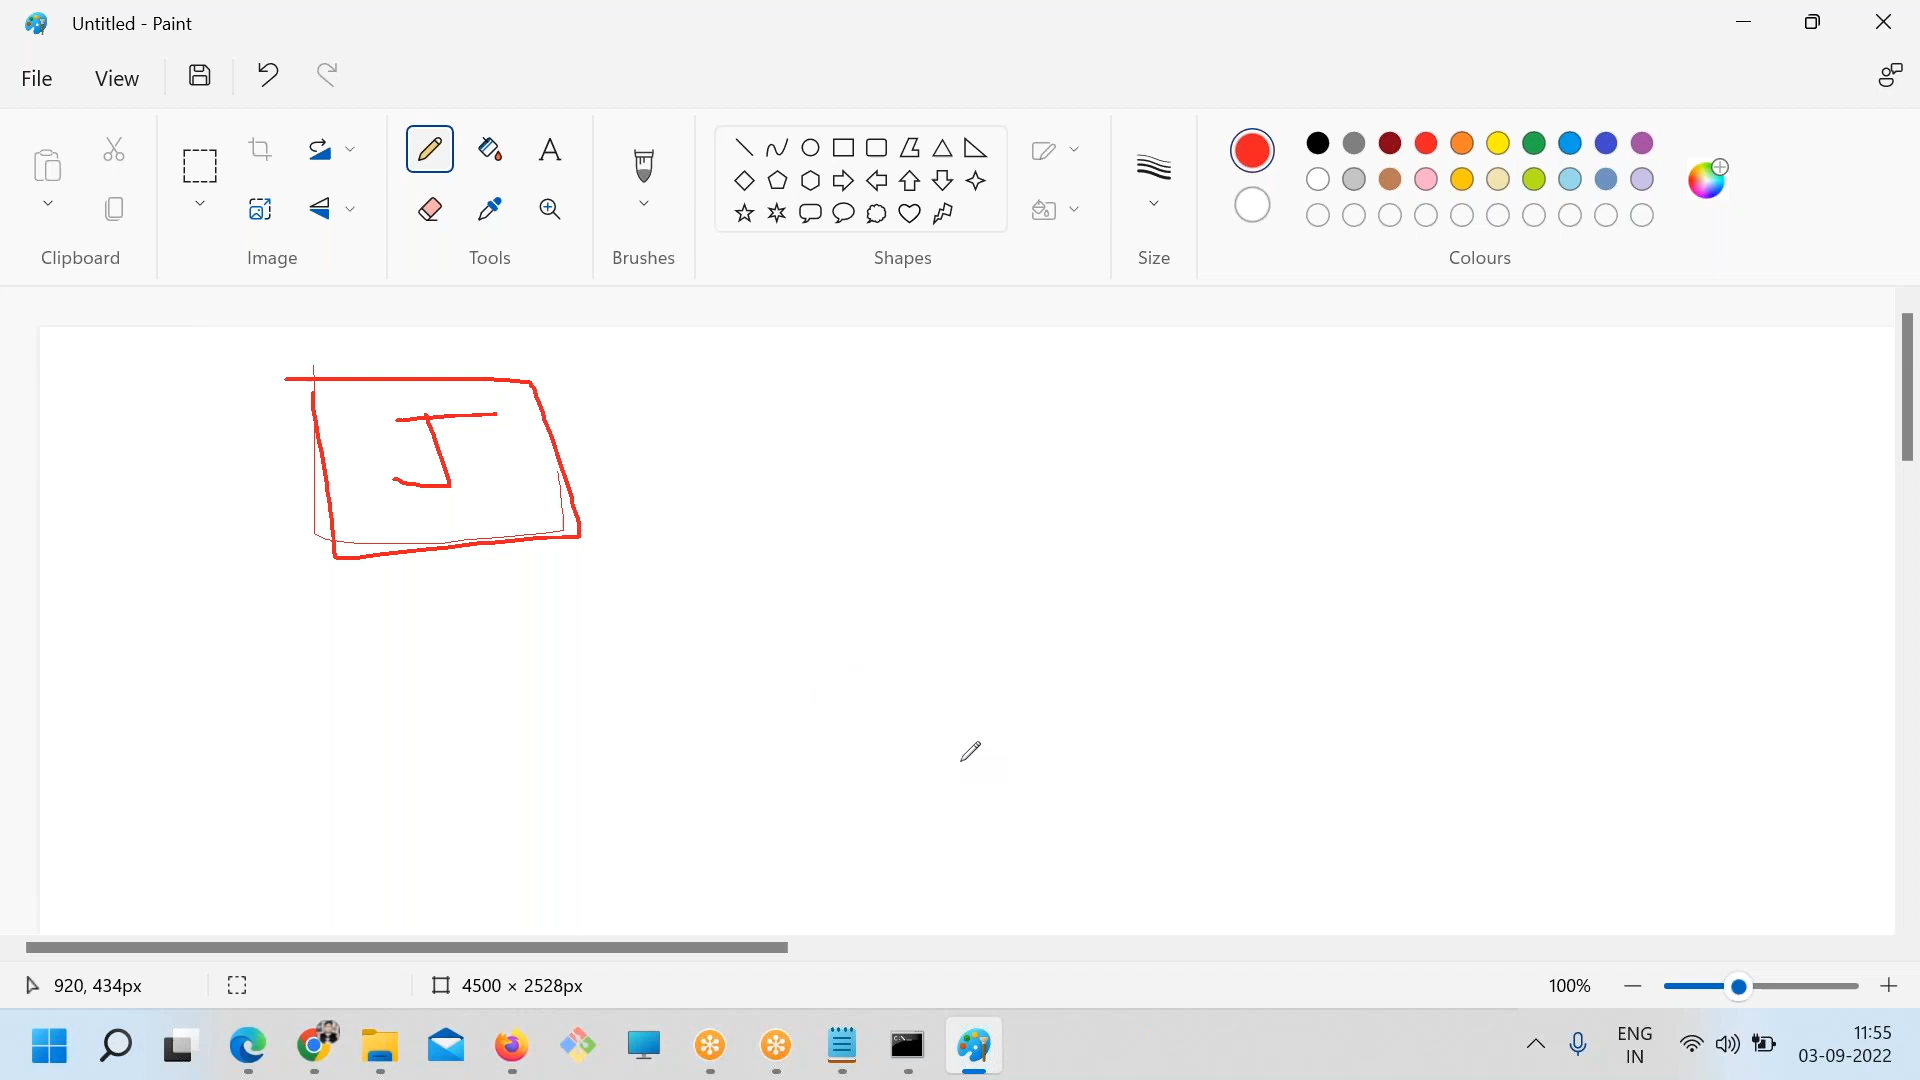 Untitled - Paint
File View
Clipboard
Image
Tools
Brushes
Shapes
Size
Colours
J
920, 434px
4500 × 2528px
100%
ENG
IN
11:55
03-09-2022